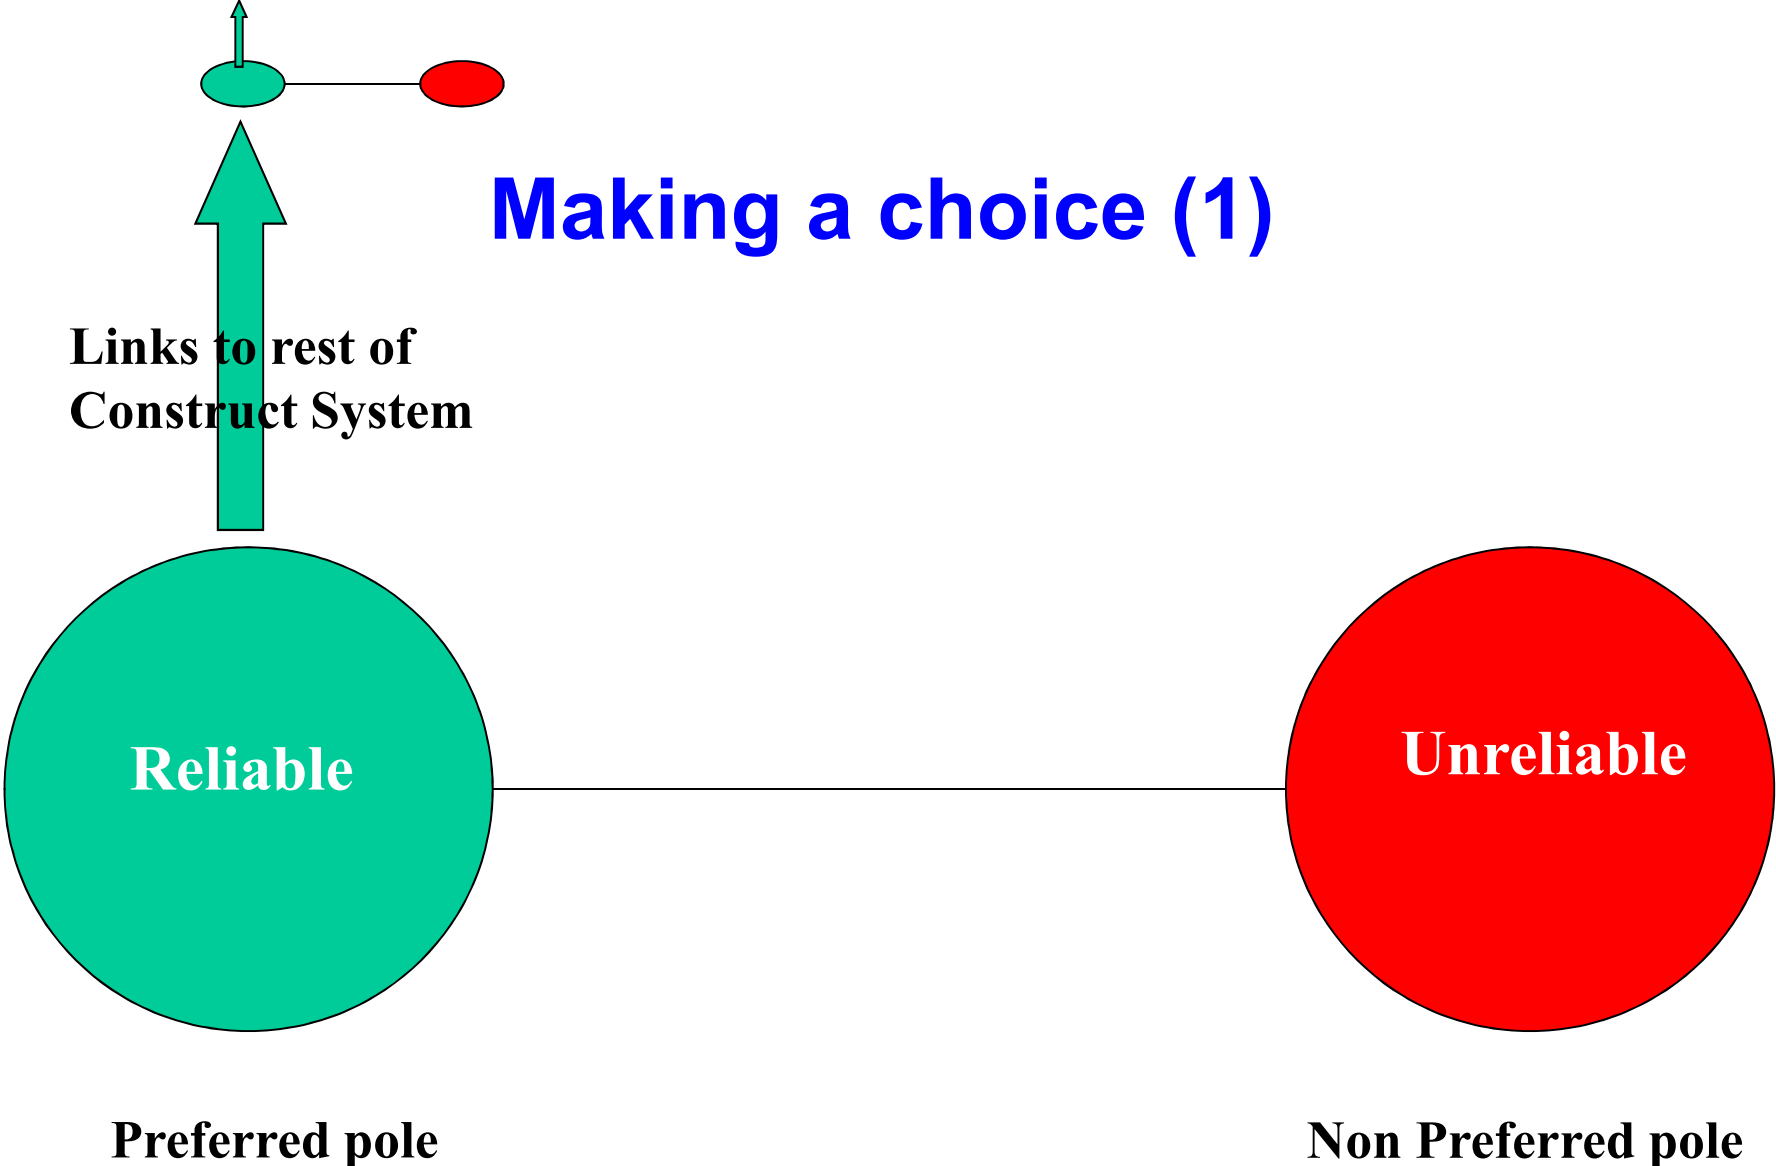 Making a choice (1)
Links to rest of
Construct System
Reliable
Unreliable
Preferred pole
Non Preferred pole